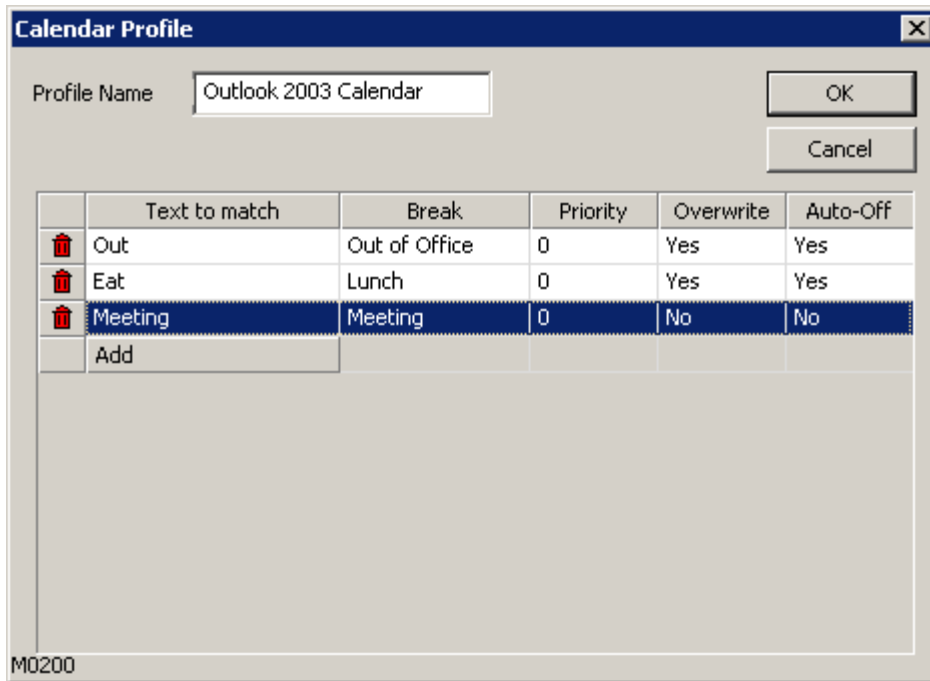 Calendar Profile
Profile Name Outlook 2003 Calendar OK
Cancel
Text to match Break Priority Overwrite Auto-Off
Out Out of Office 0 Yes Yes
Eat Lunch 0 Yes Yes
Meeting Meeting 0 No No
Add
M0200